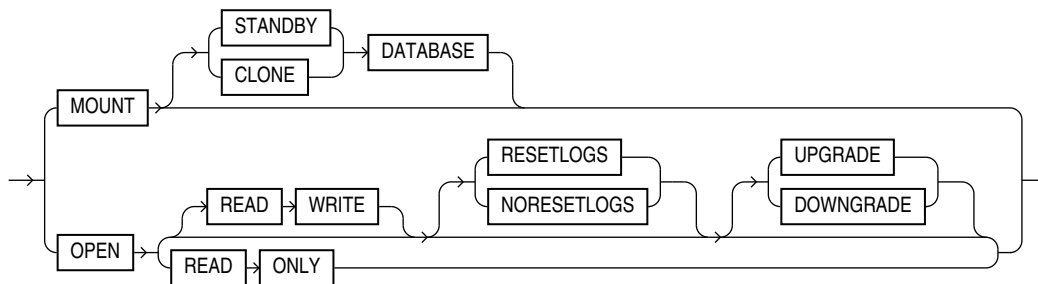 STANDBY
CLONE
DATABASE
MOUNT
RESETLOGS
UPGRADE
READ WRITE
NORESETLOGS
DOWNGRADE
OPEN
READ ONLY